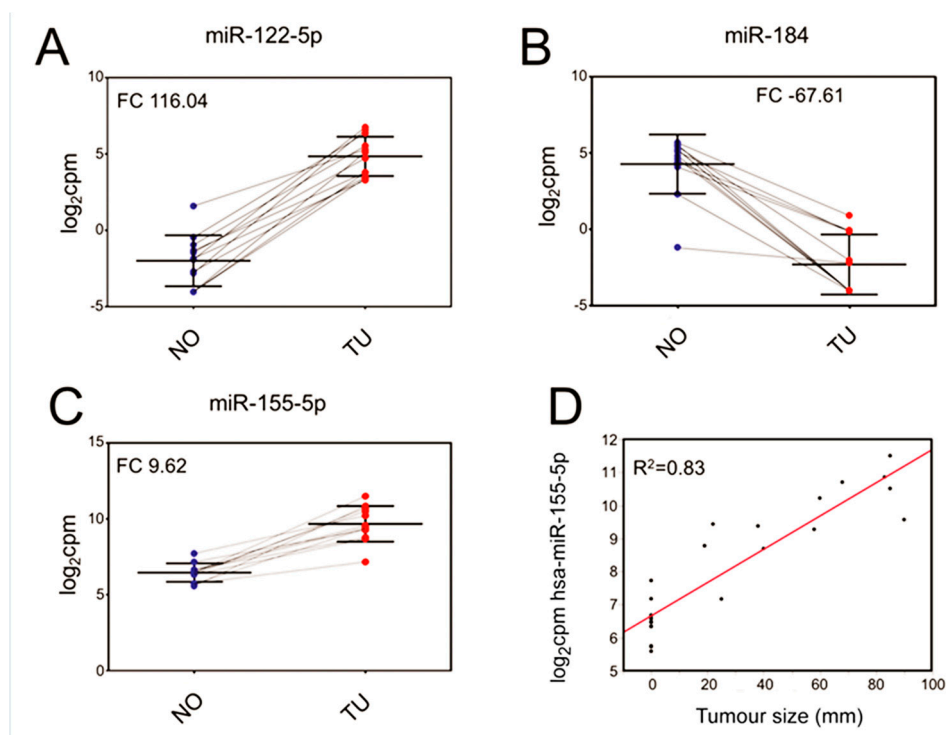 A
miR-122-5p
FC 116.04
log2cpm
10
5
0
-5
NO
TU
B
miR-184
FC -67.61
log2cpm
10
5
0
-5
NO
TU
C
miR-155-5p
FC 9.62
log2cpm
15
10
5
0
NO
TU
D
R²=0.83
log2cpm hsa-miR-155-5p
12
11
10
9
8
7
6
5
0 20 40 60 80 100
Tumour size (mm)